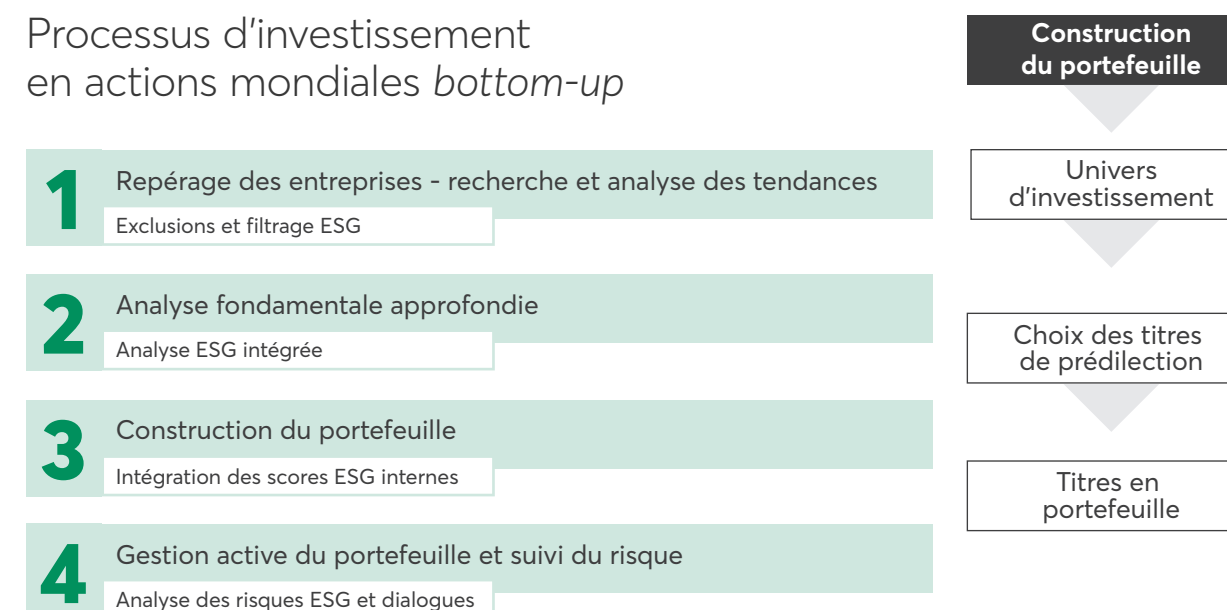 Processus d'investissement
en actions mondiales bottom-up
1
Repérage des entreprises - recherche et analyse des tendances
Exclusions et filtrage ESG
2
Analyse fondamentale approfondie
Analyse ESG intégrée
3
Construction du portefeuille
Intégration des scores ESG internes
4
Gestion active du portefeuille et suivi du risque
Analyse des risques ESG et dialogues
Construction
du portefeuille
Univers
d'investissement
Choix des titres
de prédilection
Titres en
portefeuille